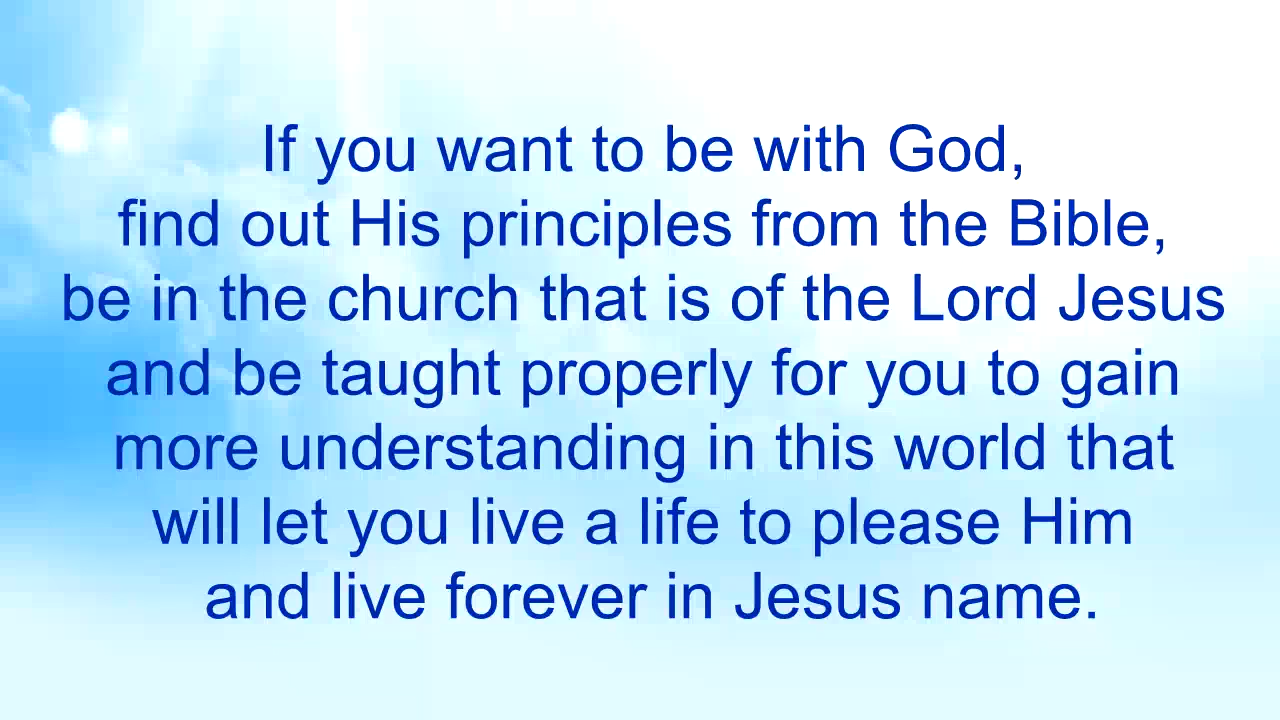 If you want to be with God,
find out His principles from the Bible,
be in the church that is of the Lord Jesus
and be taught properly for you to gain
more understanding in this world that
will let you live a life to please Him
and live forever in Jesus name.